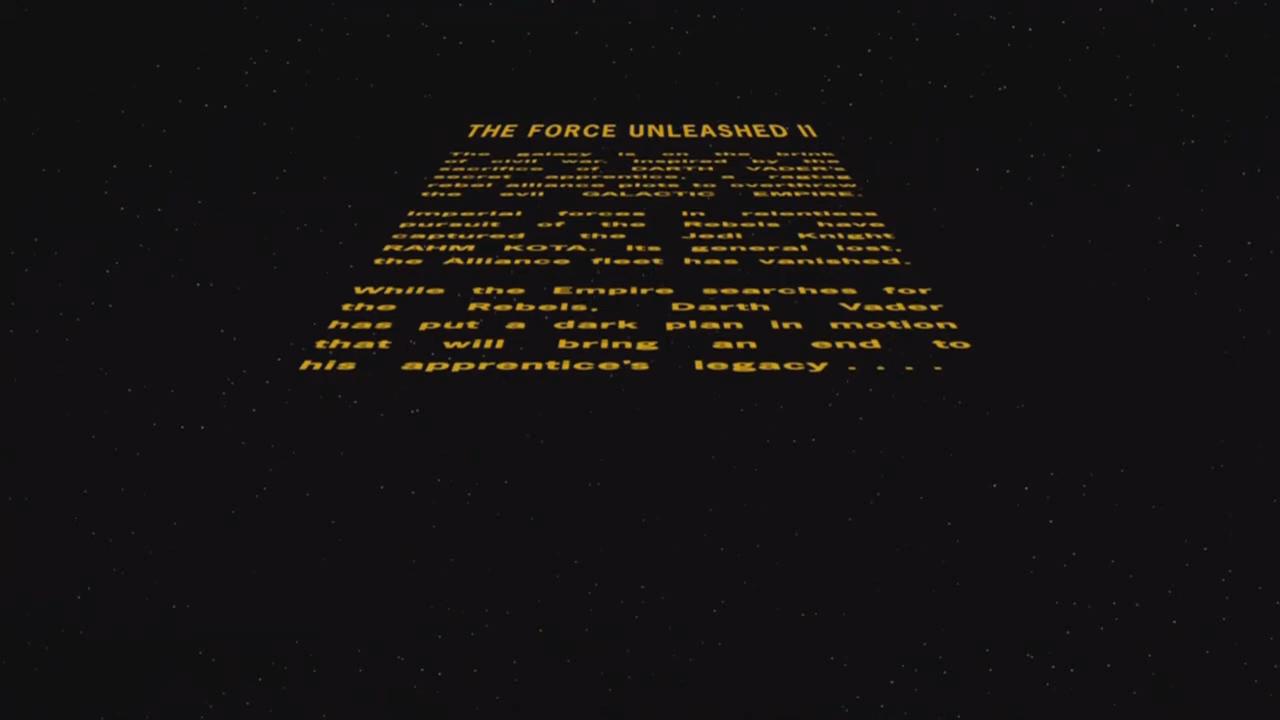 THE FORCE UNLEASHED II
The galaxy is on the brink
of civil war. Inspired by the
sacrifice of DARTH VADER's
secret apprentice, a ragtag
rebel alliance plots to overthrow
the evil GALACTIC EMPIRE.
Imperial forces in relentless
pursuit of the Rebels have
captured the Jedi Knight
RAHM KOTA. Its general lost,
the Alliance fleet has vanished.
While the Empire searches for
the Rebels, Darth Vader
has put a dark plan in motion
that will bring an end to
his apprentice's legacy . . . .